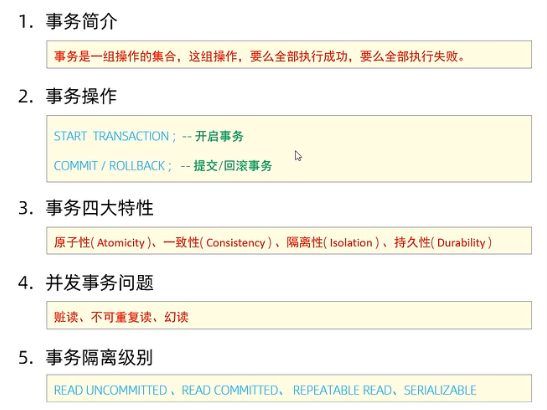 1. 事务简介
事务是一组操作的集合，这组操作，要么全部执行成功，要么全部执行失败。
2. 事务操作
START TRANSACTION ; -- 开启事务
COMMIT / ROLLBACK ; -- 提交/回滚事务
3. 事务四大特性
原子性( Atomicity )、一致性( Consistency ) 、隔离性( Isolation ) 、持久性( Durability )
4. 并发事务问题
赃读、不可重复读、幻读
5. 事务隔离级别
READ UNCOMMITTED 、READ COMMITTED、 REPEATABLE READ、SERIALIZABLE